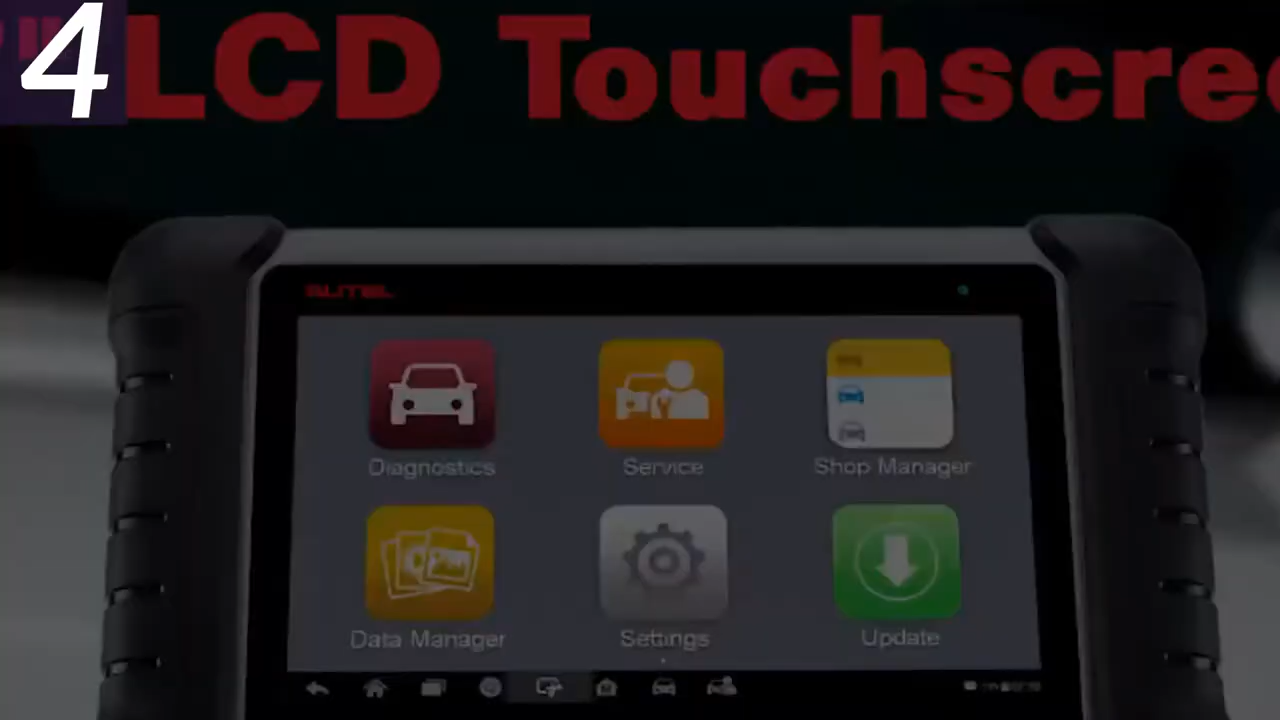 4
"LCD Touchscre
AUTEL
Diagnostics
Service
Shop Manager
Data Manager
Settings
Update